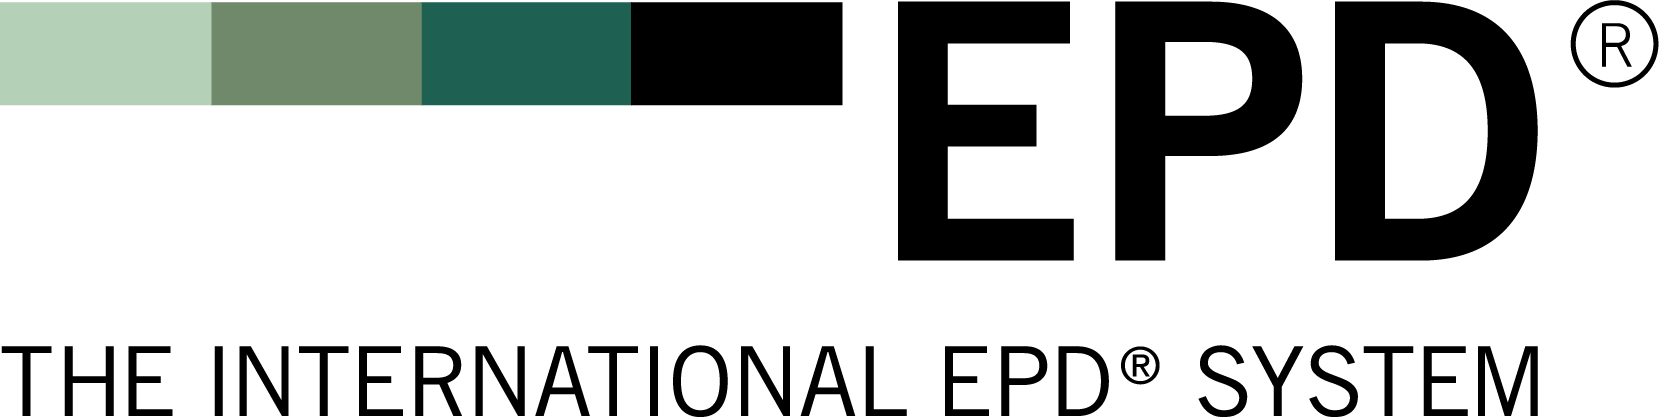 EPD®
THE INTERNATIONAL EPD® SYSTEM